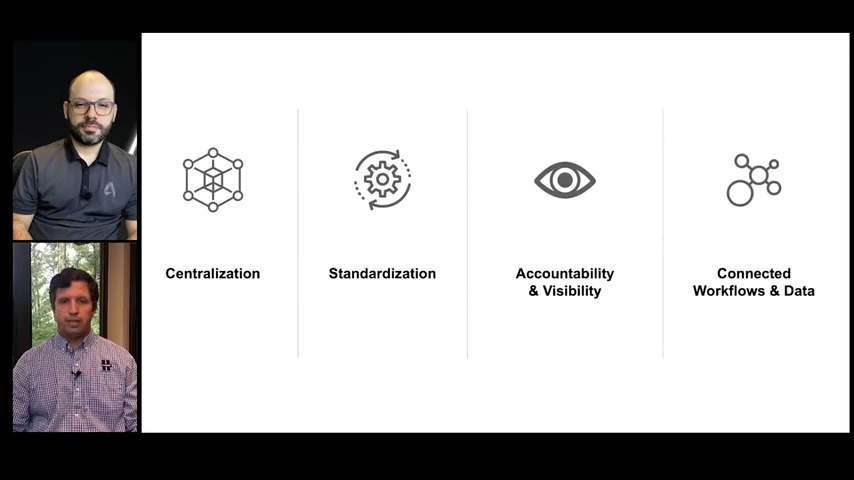 Centralization
Standardization
Accountability
& Visibility
Connected
Workflows & Data